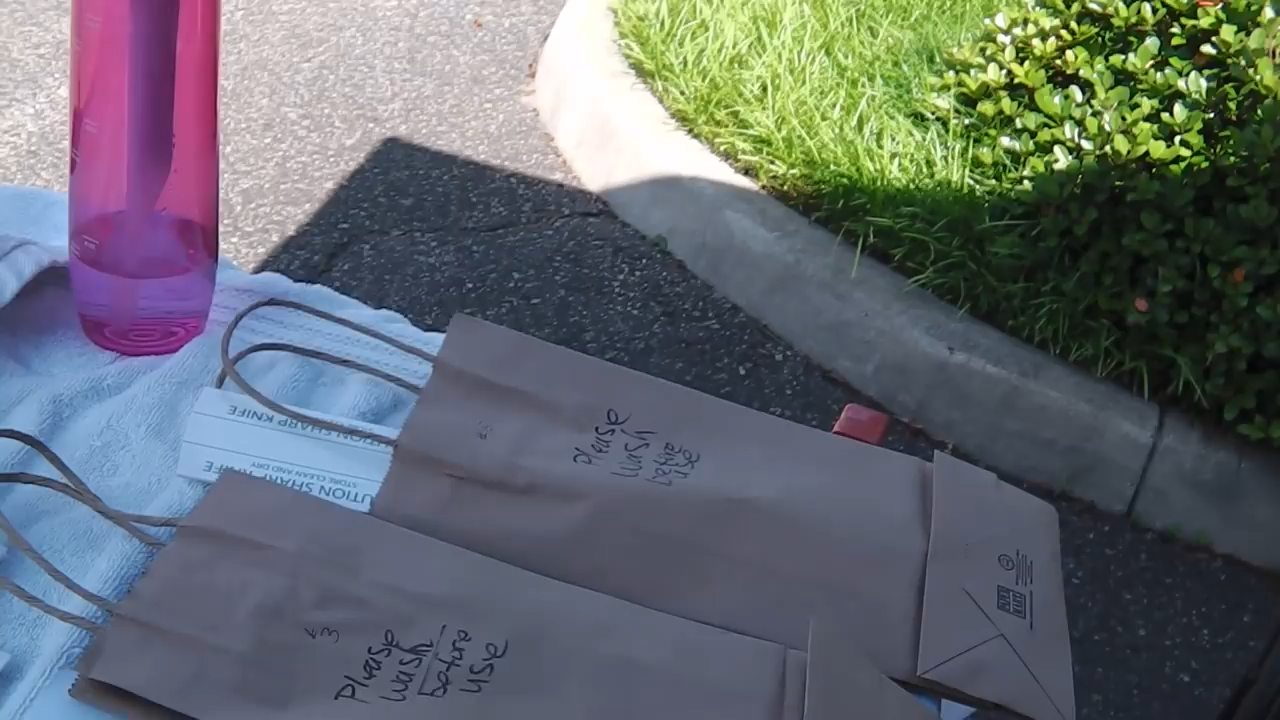 CAUTION SHARP KNIFE
STORE CLEAN AND DRY
CAUTION SHARP KNIFE
Please
wash
before
use
Please
wash
before
use